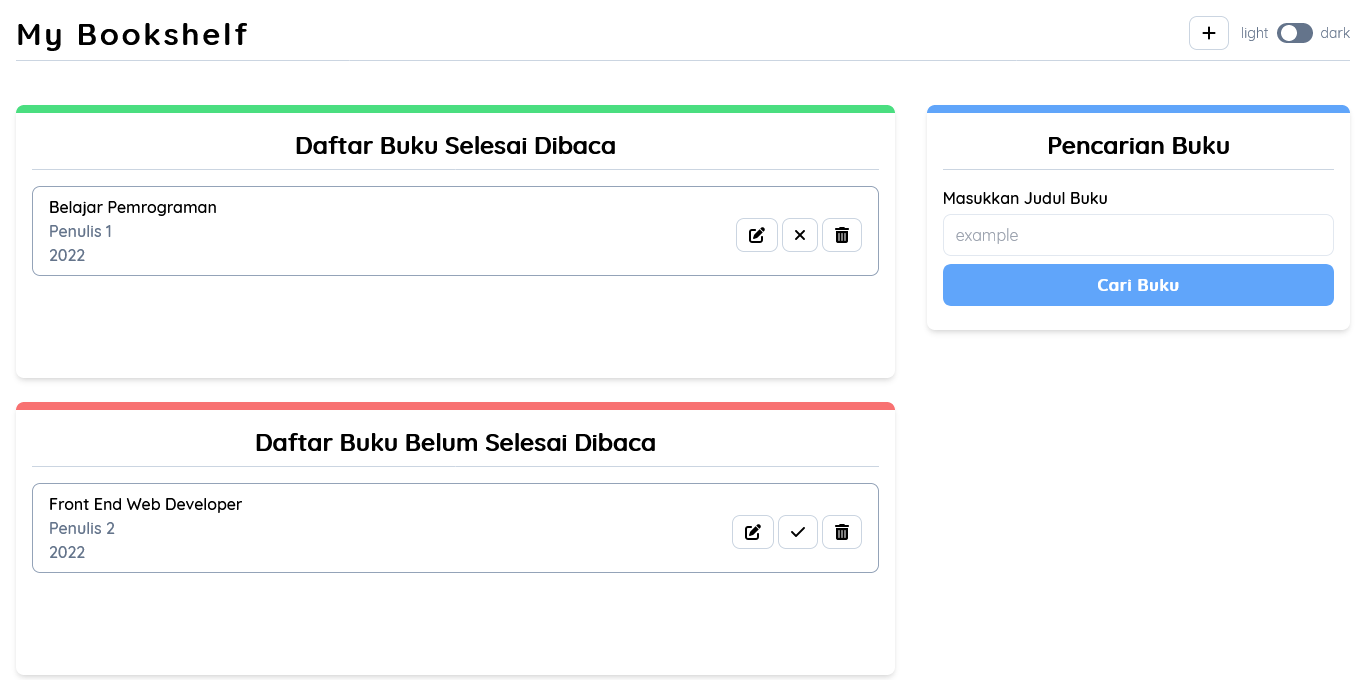 My Bookshelf
light dark
Daftar Buku Selesai Dibaca
Belajar Pemrograman
Penulis 1
2022
Daftar Buku Belum Selesai Dibaca
Front End Web Developer
Penulis 2
2022
Pencarian Buku
Masukkan Judul Buku
example
Cari Buku